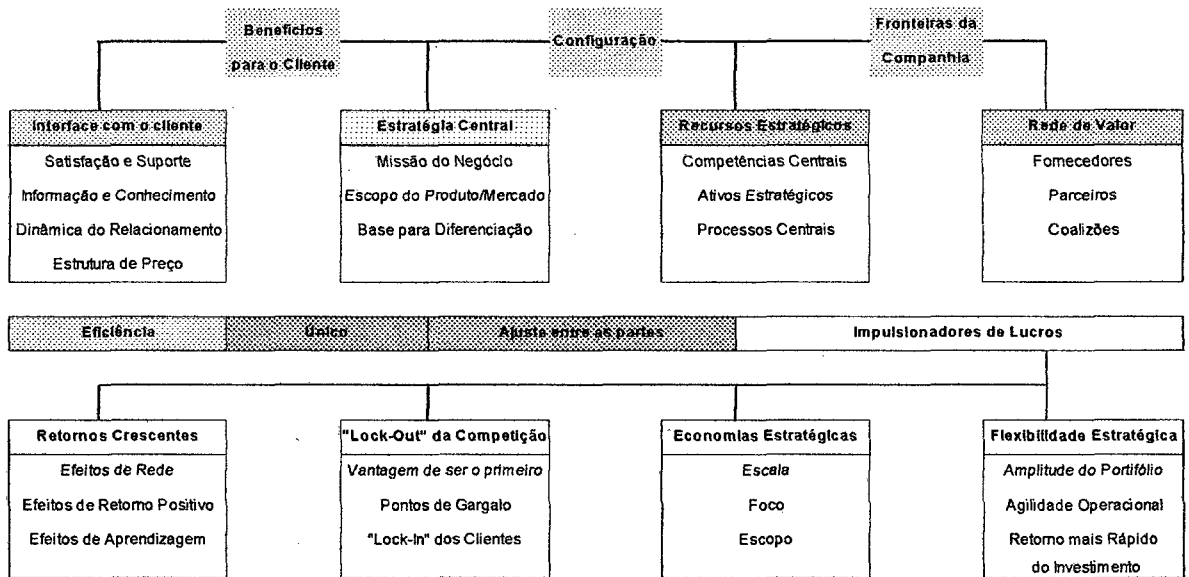 Benefícios
para o Cliente
Configuração
Fronteiras da
Companhia
Interface com o cliente
Satisfação e Suporte
Informação e Conhecimento
Dinâmica do Relacionamento
Estrutura de Preço
Estratégia Central
Missão do Negócio
Escopo do Produto/Mercado
Base para Diferenciação
Recursos Estratégicos
Competências Centrais
Ativos Estratégicos
Processos Centrais
Rede de Valor
Fornecedores
Parceiros
Coalizões
Eficiência
Único
Ajuste entre as partes
Impulsionadores de Lucros
Retornos Crescentes
Efeitos de Rede
Efeitos de Retorno Positivo
Efeitos de Aprendizagem
"Lock-Out" da Competição
Vantagem de ser o primeiro
Pontos de Gargalo
"Lock-In" dos Clientes
Economias Estratégicas
Escala
Foco
Escopo
Flexibilidade Estratégica
Amplitude do Portifólio
Agilidade Operacional
Retorno mais Rápido
do Investimento